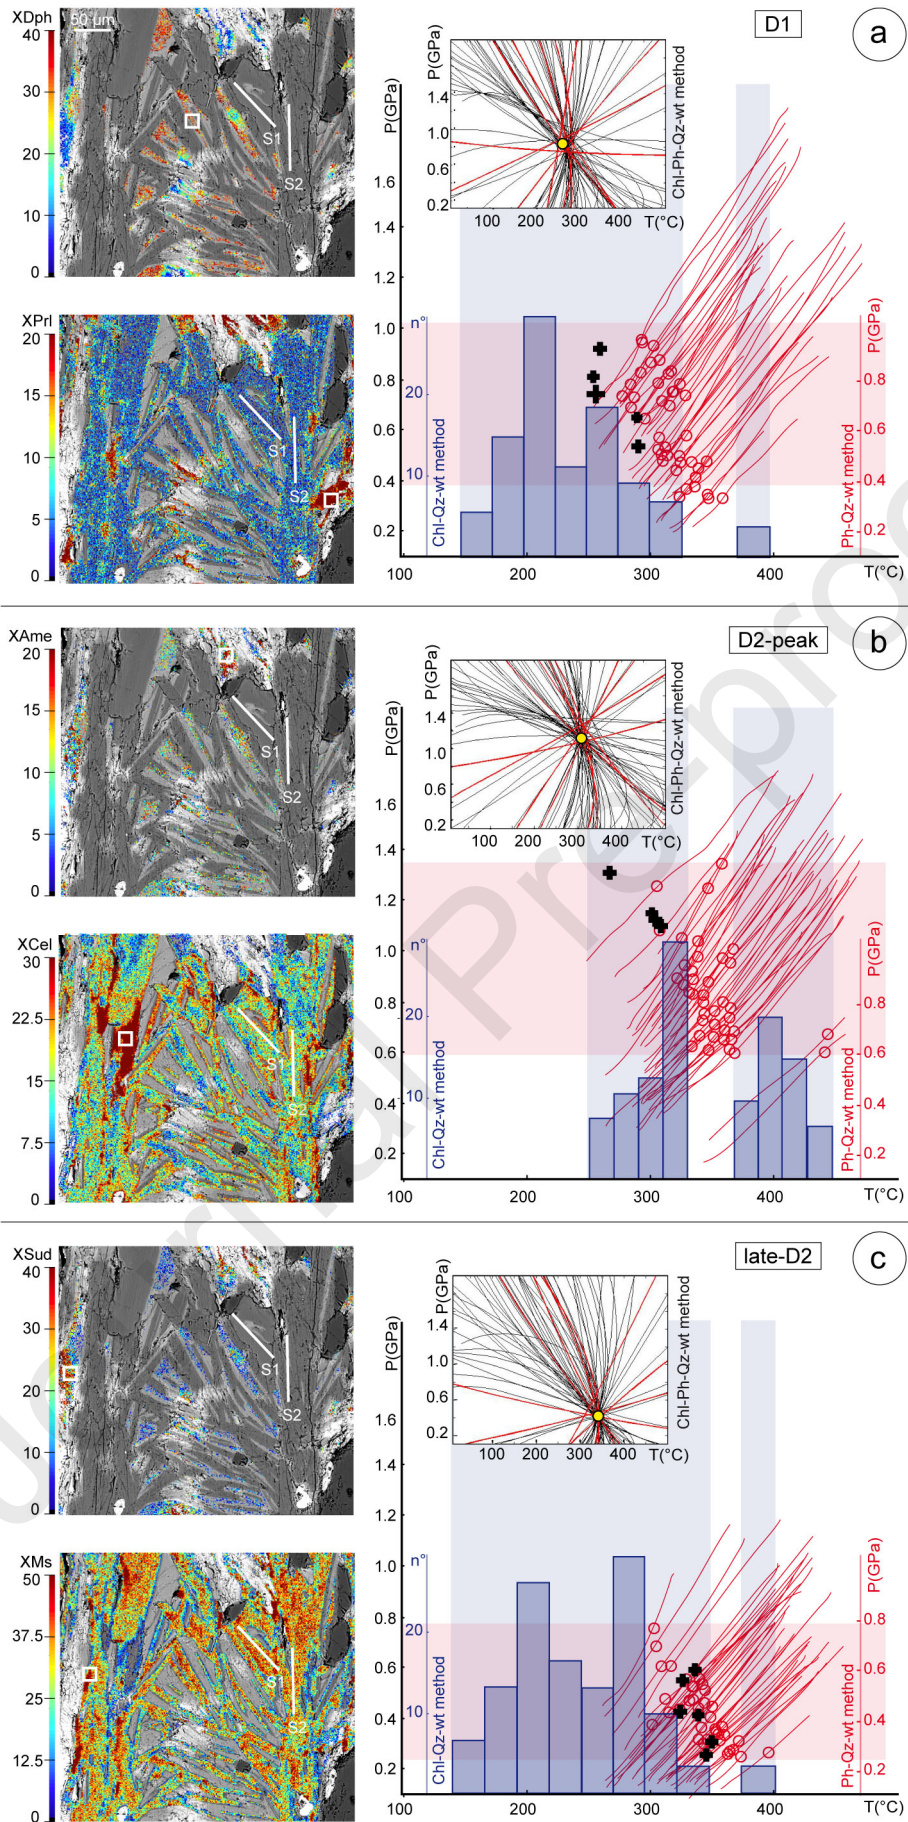 XDph
40
30
20
10
0
50 µm
S1
S2
XPrl
20
15
10
5
0
S1
S2
D1
a
P(GPa)
1.4
1.0
0.6
0.2
100 200 300 400
T(°C)
Chl-Ph-Qz-wt method
P(GPa)
1.6
1.4
1.2
1.0
0.8
0.6
0.4
0.2
n°
20
10
Chl-Qz-wt method
P(GPa)
0.8
0.6
0.4
0.2
Ph-Qz-wt method
100 200 300 400 T(°C)
XAme
20
15
10
5
0
S1
S2
XCel
30
22.5
15
7.5
0
S1
S2
D2-peak
b
P(GPa)
1.4
1.0
0.6
0.2
100 200 300 400
T(°C)
Chl-Ph-Qz-wt method
P(GPa)
1.6
1.4
1.2
1.0
0.8
0.6
0.4
0.2
n°
20
10
Chl-Qz-wt method
P(GPa)
0.8
0.6
0.4
0.2
Ph-Qz-wt method
100 200 300 400 T(°C)
XSud
40
30
20
10
0
S1
S2
XMs
50
37.5
25
12.5
0
S1
S2
late-D2
c
P(GPa)
1.4
1.0
0.6
0.2
100 200 300 400
T(°C)
Chl-Ph-Qz-wt method
P(GPa)
1.6
1.4
1.2
1.0
0.8
0.6
0.4
0.2
n°
20
10
Chl-Qz-wt method
P(GPa)
0.8
0.6
0.4
0.2
Ph-Qz-wt method
100 200 300 400 T(°C)
Journal Pre-proof